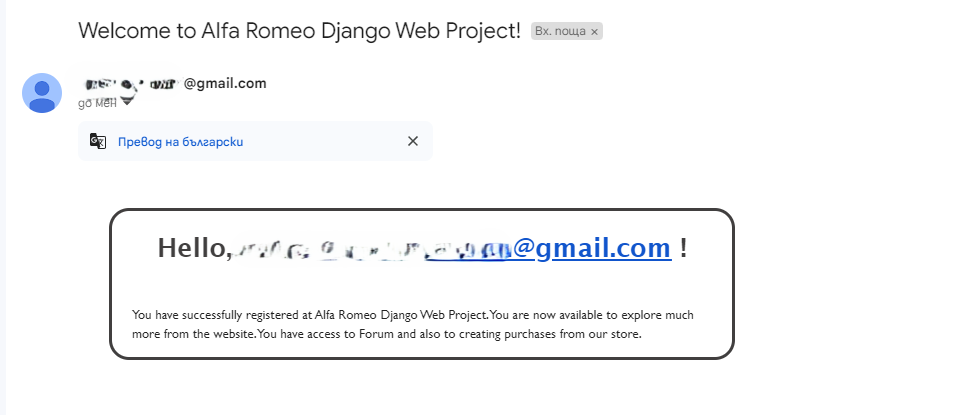 Welcome to Alfa Romeo Django Web Project! Вх. поща ×
@gmail.com
до мен
Превод на български
Hello, @gmail.com !
You have successfully registered at Alfa Romeo Django Web Project.You are now available to explore much
more from the website.You have access to Forum and also to creating purchases from our store.